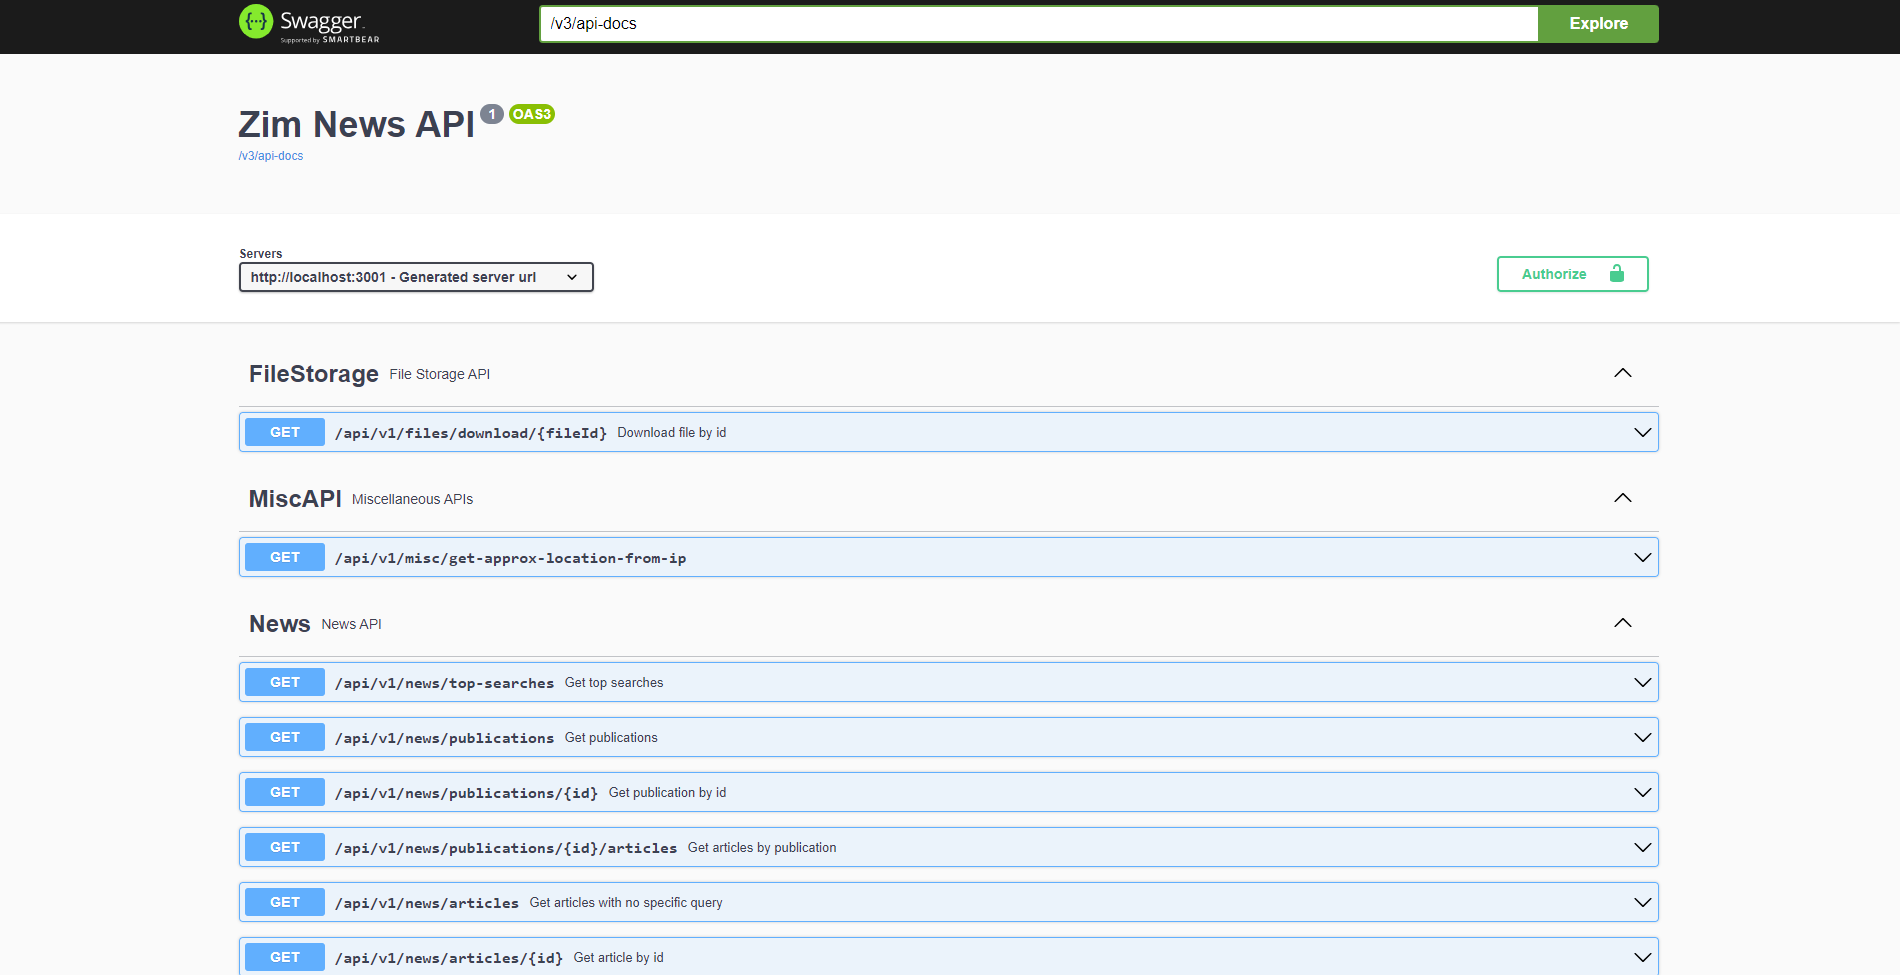 {···} Swagger.
Supported by SMARTBEAR
/v3/api-docs
Explore
Zim News API 1 OAS3
/v3/api-docs
Servers
http://localhost:3001 - Generated server url
Authorize
FileStorage File Storage API
GET /api/v1/files/download/{fileId} Download file by id
MiscAPI Miscellaneous APIs
GET /api/v1/misc/get-approx-location-from-ip
News News API
GET /api/v1/news/top-searches Get top searches
GET /api/v1/news/publications Get publications
GET /api/v1/news/publications/{id} Get publication by id
GET /api/v1/news/publications/{id}/articles Get articles by publication
GET /api/v1/news/articles Get articles with no specific query
GET /api/v1/news/articles/{id} Get article by id